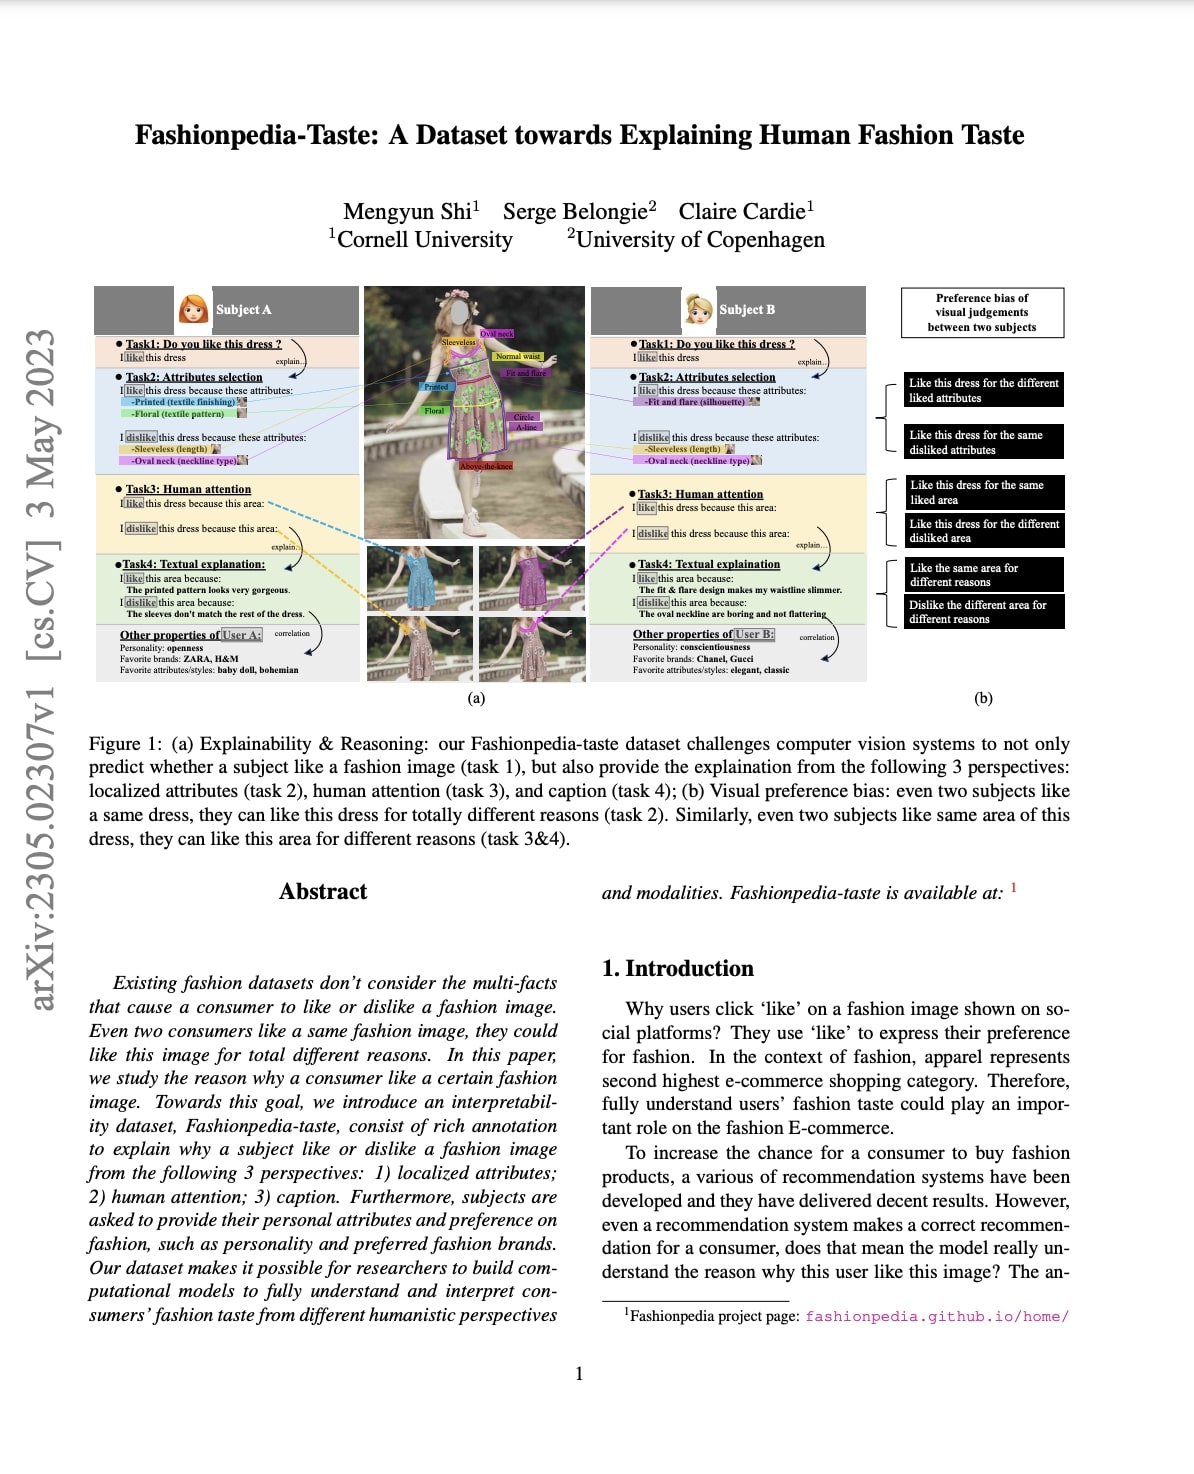 Fashionpedia-Taste: A Dataset towards Explaining Human Fashion Taste
Mengyun Shi1 Serge Belongie2 Claire Cardie1
1Cornell University 2University of Copenhagen
arXiv:2305.02307v1 [cs.CV] 3 May 2023
Subject A
Task1: Do you like this dress ?
I like this dress
explain...
Task2: Attributes selection
I like this dress because these attributes:
-Printed (textile finishing)
-Floral (textile pattern)
I dislike this dress because these attributes:
-Sleeveless (length)
-Oval neck (neckline type)
Task3: Human attention
I like this dress because this area:
I dislike this dress because this area:
explain...
Task4: Textual explanation:
I like this area because:
The printed pattern looks very gorgeous.
I dislike this area because:
The sleeves don't match the rest of the dress.
Other properties of User A:
correlation
Personality: openness
Favorite brands: ZARA, H&M
Favorite attributes/styles: baby doll, bohemian
Oval neck
Sleeveless
Normal waist
Fit and flare
Printed
Floral
Circle
A-line
Above-the-knee
Subject B
Task1: Do you like this dress ?
I like this dress
explain...
Task2: Attributes selection
I like this dress because these attributes:
-Fit and flare (silhouette)
I dislike this dress because these attributes:
-Sleeveless (length)
-Oval neck (neckline type)
Task3: Human attention
I like this dress because this area:
I dislike this dress because this area:
explain...
Task4: Textual explaination
I like this area because:
The fit & flare design makes my waistline slimmer.
I dislike this area because:
The oval neckline are boring and not flattering
Other properties of User B:
correlation
Personality: conscientiousness
Favorite brands: Chanel, Gucci
Favorite attributes/styles: elegant, classic
Preference bias of
visual judgements
between two subjects
Like this dress for the different
liked attributes
Like this dress for the same
disliked attributes
Like this dress for the same
liked area
Like this dress for the different
disliked area
Like the same area for
different reasons
Dislike the different area for
different reasons
(a)
(b)
Figure 1: (a) Explainability & Reasoning: our Fashionpedia-taste dataset challenges computer vision systems to not only
predict whether a subject like a fashion image (task 1), but also provide the explaination from the following 3 perspectives:
localized attributes (task 2), human attention (task 3), and caption (task 4); (b) Visual preference bias: even two subjects like
a same dress, they can like this dress for totally different reasons (task 2). Similarly, even two subjects like same area of this
dress, they can like this area for different reasons (task 3&4).
Abstract
Existing fashion datasets don't consider the multi-facts
that cause a consumer to like or dislike a fashion image.
Even two consumers like a same fashion image, they could
like this image for total different reasons. In this paper,
we study the reason why a consumer like a certain fashion
image. Towards this goal, we introduce an interpretabil-
ity dataset, Fashionpedia-taste, consist of rich annotation
to explain why a subject like or dislike a fashion image
from the following 3 perspectives: 1) localized attributes;
2) human attention; 3) caption. Furthermore, subjects are
asked to provide their personal attributes and preference on
fashion, such as personality and preferred fashion brands.
Our dataset makes it possible for researchers to build com-
putational models to fully understand and interpret con-
sumers' fashion taste from different humanistic perspectives
and modalities. Fashionpedia-taste is available at: 1
1. Introduction
Why users click 'like' on a fashion image shown on so-
cial platforms? They use 'like' to express their preference
for fashion. In the context of fashion, apparel represents
second highest e-commerce shopping category. Therefore,
fully understand users' fashion taste could play an impor-
tant role on the fashion E-commerce.
To increase the chance for a consumer to buy fashion
products, a various of recommendation systems have been
developed and they have delivered decent results. However,
even a recommendation system makes a correct recommen-
dation for a consumer, does that mean the model really un-
derstand the reason why this user like this image? The an-
1Fashionpedia project page: fashionpedia.github.io/home/
1